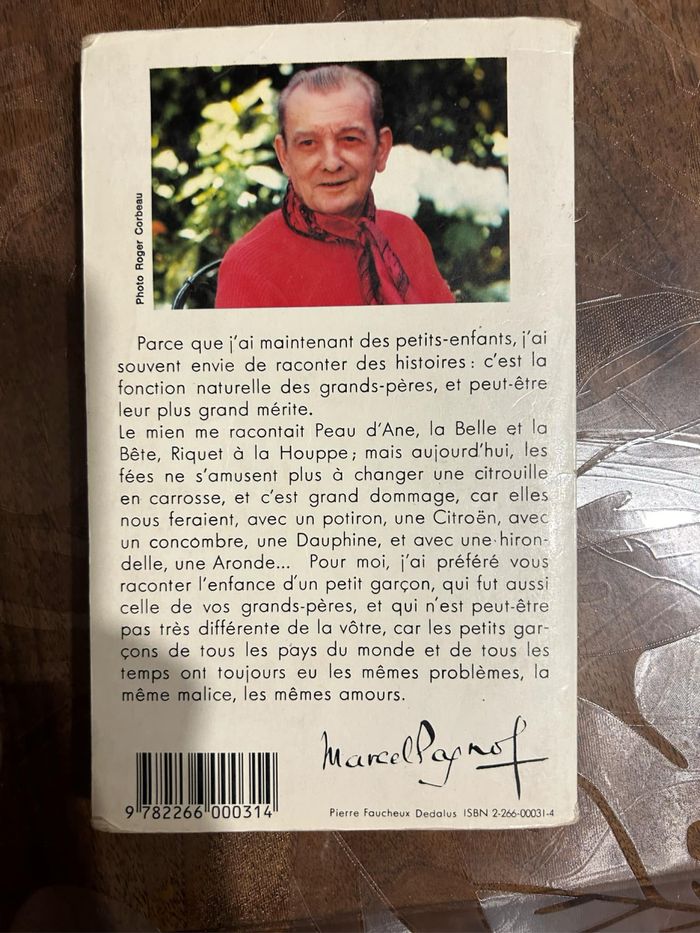 Photo Roger Corbeau
Parce que j'ai maintenant des petits-enfants, j'ai
souvent envie de raconter des histoires : c'est la
fonction naturelle des grands-pères, et peut-être
leur plus grand mérite.
Le mien me racontait Peau d'Ane, la Belle et la
Bête, Riquet à la Houppe ; mais aujourd'hui, les
fées ne s'amusent plus à changer une citrouille
en carrosse, et c'est grand dommage, car elles
nous feraient, avec un potiron, une Citroën, avec
un concombre, une Dauphine, et avec une hiron-
delle, une Aronde... Pour moi, j'ai préféré vous
raconter l'enfance d'un petit garçon, qui fut aussi
celle de vos grands-pères, et qui n'est peut-être
pas très différente de la vôtre, car les petits gar-
çons de tous les pays du monde et de tous les
temps ont toujours eu les mêmes problèmes, la
même malice, les mêmes amours.
Marcel Pagnol
9 782266 000314
Pierre Faucheux Dedalus ISBN 2-266-00031-4